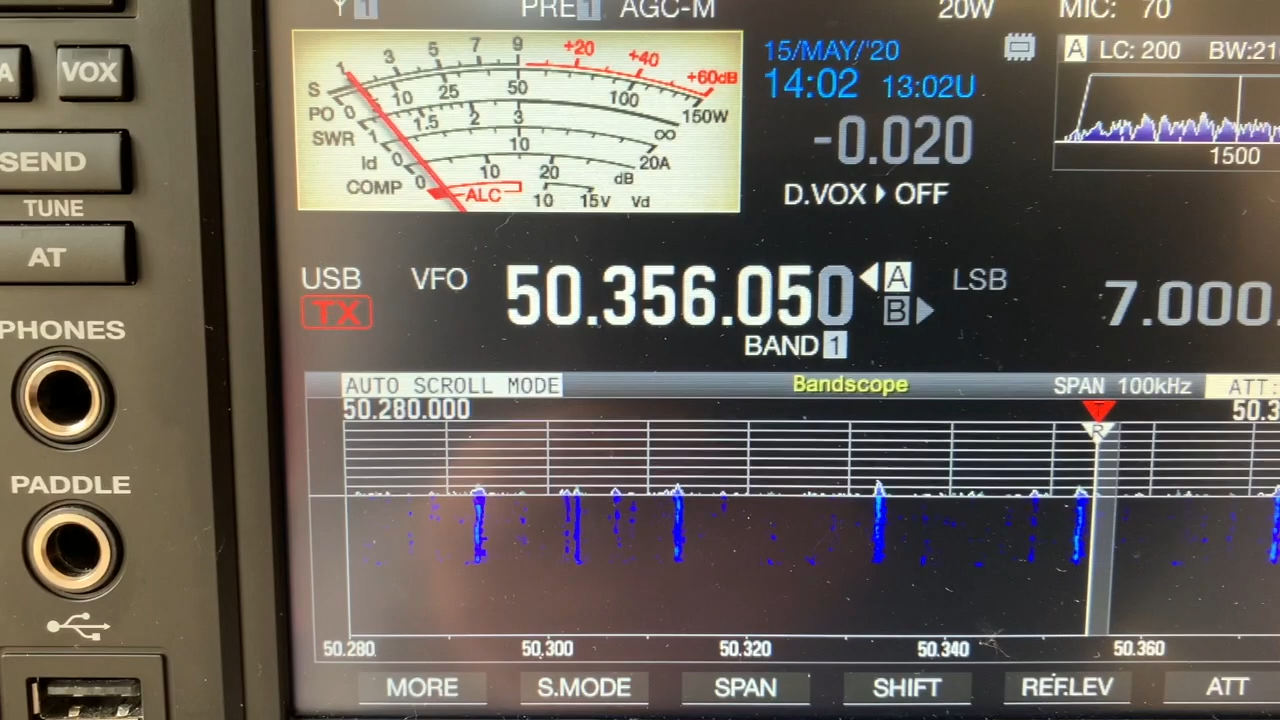 Y 1 PRE 1 AGC-M 20W MIC: 70
A VOX
SEND
TUNE
AT
PHONES
PADDLE
S 1 3 5 7 9 +20 +40 +60dB
PO 0 10 25 50 100 150W
SWR 1 1.5 2 3 ∞
Id 0 10 20A
COMP 0 10 20 dB
ALC 10 15V Vd
15/MAY/'20
14:02 13:02U
-0.020
D.VOX OFF
A LC: 200 BW:21
1500
USB VFO 50.356.050 A LSB 7.000.
TX B
BAND 1
AUTO SCROLL MODE Bandscope SPAN 100kHz ATT:
50.280.000 50.3
T
R
50.280 50.300 50.320 50.340 50.360
MORE S.MODE SPAN SHIFT REF.LEV ATT